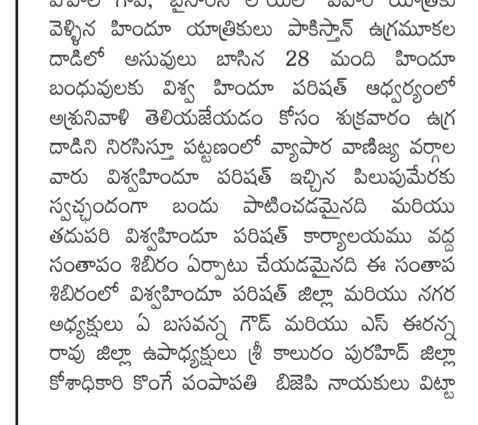 వెళ్ళిన హిందూ యాత్రికులు పాకిస్తాన్ ఉగ్రమూకల
దాడిలో అసువులు బాసిన 28 మంది హిందూ
బంధువులకు విశ్వ హిందూ పరిషత్ ఆధ్వర్యంలో
అశ్రునివాళి తెలియజేయడం కోసం శుక్రవారం ఉగ్ర
దాడిని నిరసిస్తూ పట్టణంలో వ్యాపార వాణిజ్య వర్గాల
వారు విశ్వహిందూ పరిషత్ ఇచ్చిన పిలుపుమేరకు
స్వచ్ఛందంగా బందు పాటించడమైనది మరియు
తదుపరి విశ్వహిందూ పరిషత్ కార్యాలయము వద్ద
సంతాపం శిబిరం ఏర్పాటు చేయడమైనది ఈ సంతాప
శిబిరంలో విశ్వహిందూ పరిషత్ జిల్లా మరియు నగర
అధ్యక్షులు ఏ బసవన్న గౌడ్ మరియు ఎస్ ఈరన్న
రావు జిల్లా ఉపాధ్యక్షులు శ్రీ కాలురం పురహిద్ జిల్లా
కోశాధికారి కొంగే పంపాపతి బిజెపి నాయకులు విట్టా